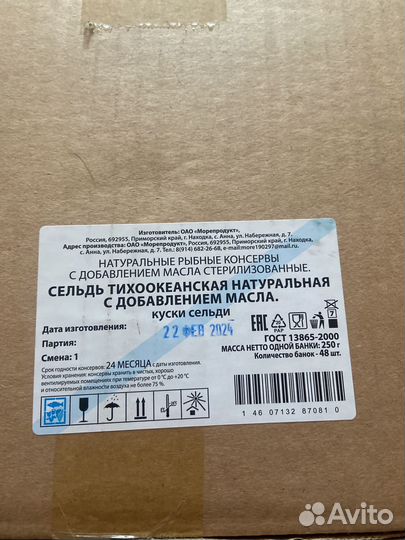 Изготовитель: ОАО «Морепродукт».
Россия, 692955, Приморский край, г. Находка, с. Анна, ул. Набережная, д. 7.
Адрес производства: ОАО «Морепродукт», Россия, 692955, Приморский край, г. Находка,
с. Анна, ул. Набережная, д. 7. Тел.: 8(914) 682-26-68, e-mail:more190297@mail.ru
НАТУРАЛЬНЫЕ РЫБНЫЕ КОНСЕРВЫ
С ДОБАВЛЕНИЕМ МАСЛА СТЕРИЛИЗОВАННЫЕ.
СЕЛЬДЬ ТИХООКЕАНСКАЯ НАТУРАЛЬНАЯ
С ДОБАВЛЕНИЕМ МАСЛА.
куски сельди
Дата изготовления: 22 ФЕВ 2024
Партия:
Смена: 1
Срок годности консервов: 24 МЕСЯЦА с даты изготовления.
Условия хранения: консервы хранить в чистых, хорошо
вентилируемых помещениях при температуре от 0 °С до +20 °С
и относительной влажности воздуха не более 75 %.
ЕАС 20 PAP 7
ГОСТ 13865-2000
МАССА НЕТТО ОДНОЙ БАНКИ: 250 г
Количество банок - 48 шт.
1 46 07132 87081 0
Avito